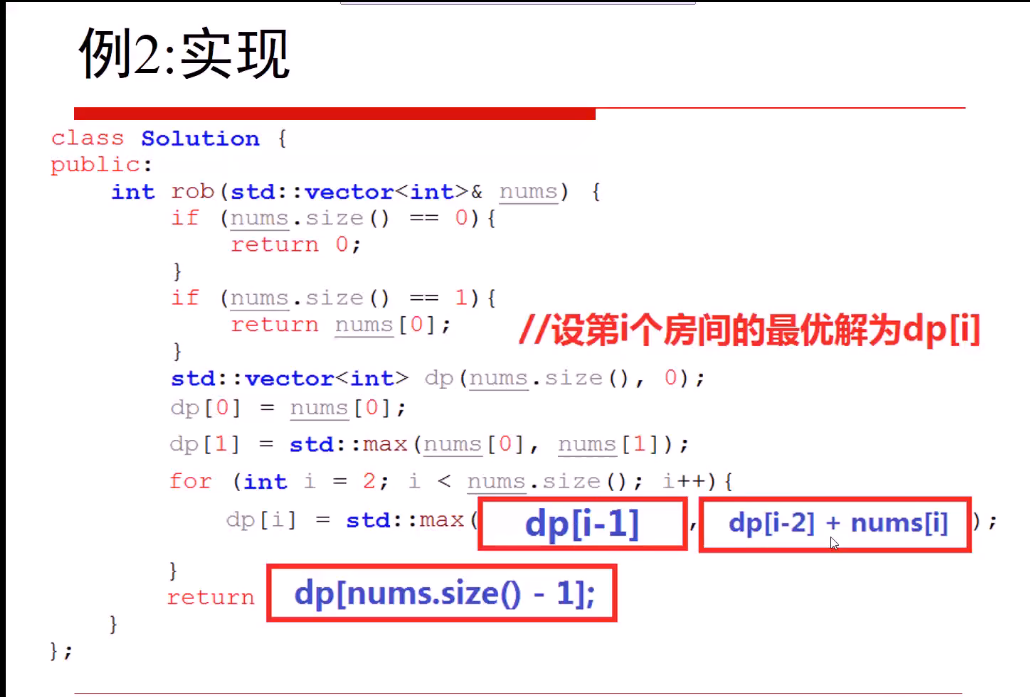 例2:实现
class Solution {
public:
    int rob(std::vector<int>& nums) {
        if (nums.size() == 0){
            return 0;
        }
        if (nums.size() == 1){
            return nums[0];
        }
//设第i个房间的最优解为dp[i]
        std::vector<int> dp(nums.size(), 0);
        dp[0] = nums[0];
        dp[1] = std::max(nums[0], nums[1]);
        for (int i = 2; i < nums.size(); i++){
            dp[i] = std::max( dp[i-1] , dp[i-2] + nums[i] );
        }
        return dp[nums.size() - 1];
    }
};